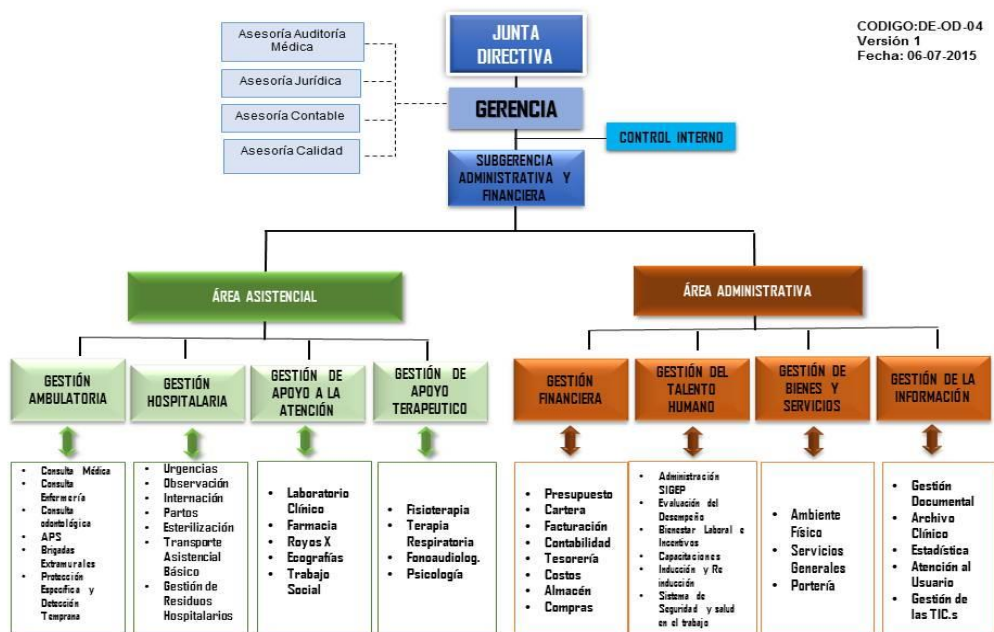 Asesoría Auditoría
Médica
Asesoría Jurídica
Asesoría Contable
Asesoría Calidad
JUNTA
DIRECTIVA
CODIGO:DE-OD-04
Versión 1
Fecha: 06-07-2015
GERENCIA
CONTROL INTERNO
SUBGERENCIA
ADMINISTRATIVA Y
FINANCIERA
ÁREA ASISTENCIAL
ÁREA ADMINISTRATIVA
GESTIÓN
AMBULATORIA
GESTIÓN
HOSPITALARIA
GESTIÓN DE
APOYO A LA
ATENCIÓN
GESTIÓN DE
APOYO
TERAPEUTICO
GESTIÓN
FINANCIERA
GESTIÓN DEL
TALENTO
HUMANO
GESTIÓN DE
BIENES Y
SERVICIOS
GESTIÓN DE LA
INFORMACIÓN
• Consulta Médica
• Consulta
Enfermería
• Consulta
odontológica
• APS
• Brigadas
Extramurales
• Protección
Específica y
Detección
Temprana
• Urgencias
• Observación
• Internación
• Partos
• Esterilización
• Transporte
Asistencial
Básico
• Gestión de
Residuos
Hospitalarios
• Laboratorio
Clínico
• Farmacia
• Royos X
• Ecografías
• Trabajo
Social
• Fisioterapia
• Terapia
Respiratoria
• Fonoaudiolog.
• Psicología
• Presupuesto
• Cartera
• Facturación
• Contabilidad
• Tesorería
• Costos
• Almacén
• Compras
• Administración
SIGEP
• Evaluación del
Desempeño
• Bienestar Laboral e
Incentivos
• Capacitaciones
• Inducción y Re
inducción
• Sistema de
Seguridad y salud
en el trabajo
• Ambiente
Físico
• Servicios
Generales
• Portería
• Gestión
Documental
• Archivo
Clínico
• Estadística
• Atención al
Usuario
• Gestión de
las TIC.s